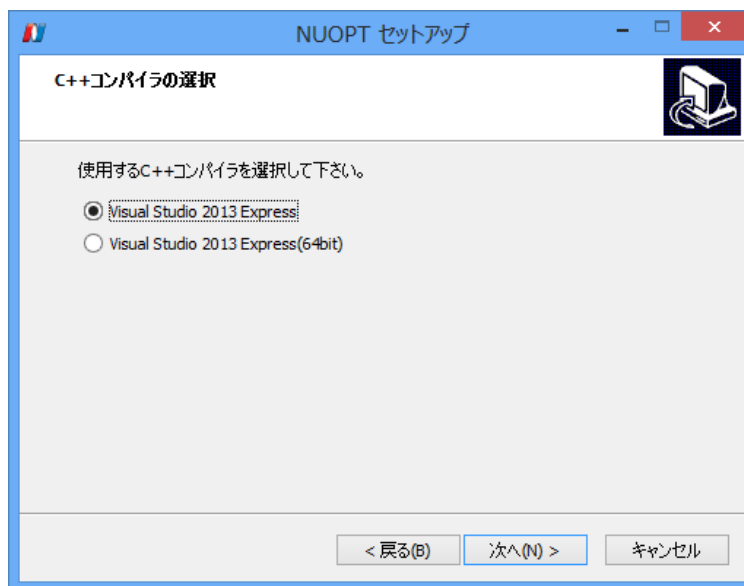 NUOPT セットアップ
C++コンパイラの選択
使用するC++コンパイラを選択して下さい。
Visual Studio 2013 Express
Visual Studio 2013 Express(64bit)
< 戻る(B) 次へ(N) > キャンセル